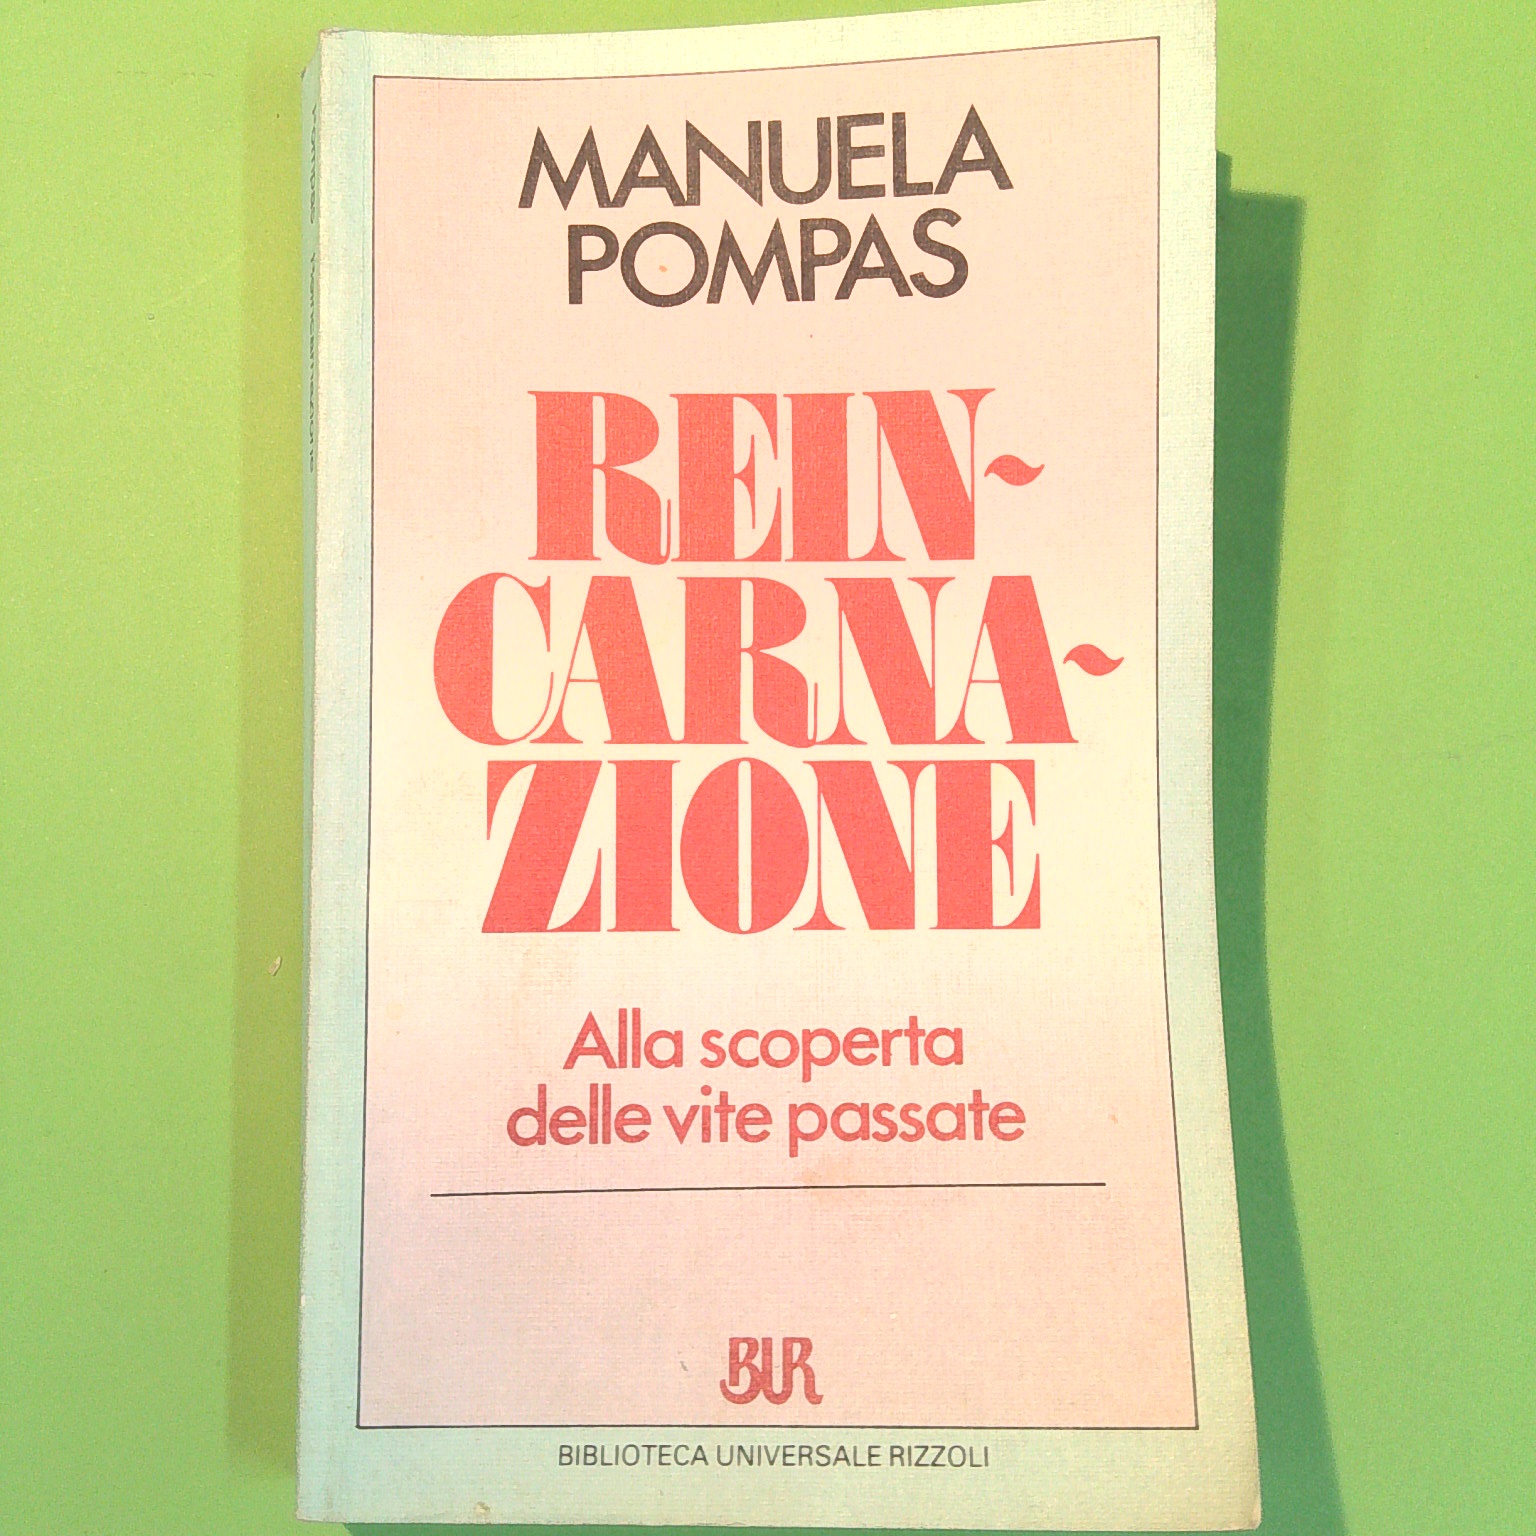 MANUELA
POMPAS
REIN~
CARNA~
ZIONE
Alla scoperta
delle vite passate
BUR
BIBLIOTECA UNIVERSALE RIZZOLI